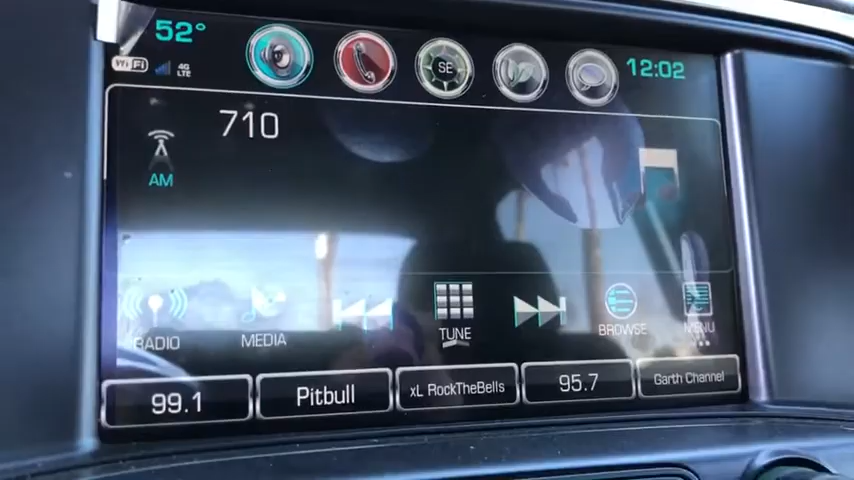 52°
12:02
WiFi
4G
LTE
SE
710
AM
RADIO
MEDIA
TUNE
BROWSE
MENU
99.1
Pitbull
xL RockTheBells
95.7
Garth Channel